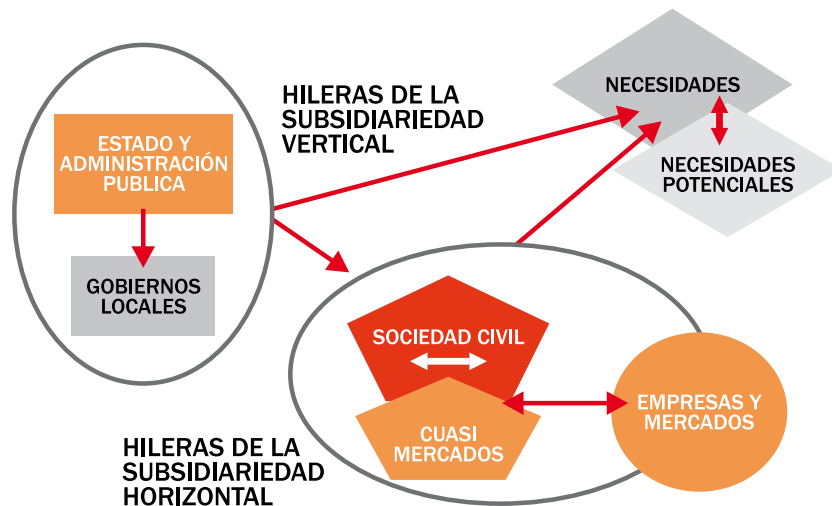 HILERAS DE LA
SUBSIDIARIEDAD
VERTICAL
NECESIDADES
NECESIDADES
POTENCIALES
ESTADO Y
ADMINISTRACIÓN
PUBLICA
GOBIERNOS
LOCALES
SOCIEDAD CIVIL
CUASI
MERCADOS
EMPRESAS Y
MERCADOS
HILERAS DE LA
SUBSIDIARIEDAD
HORIZONTAL